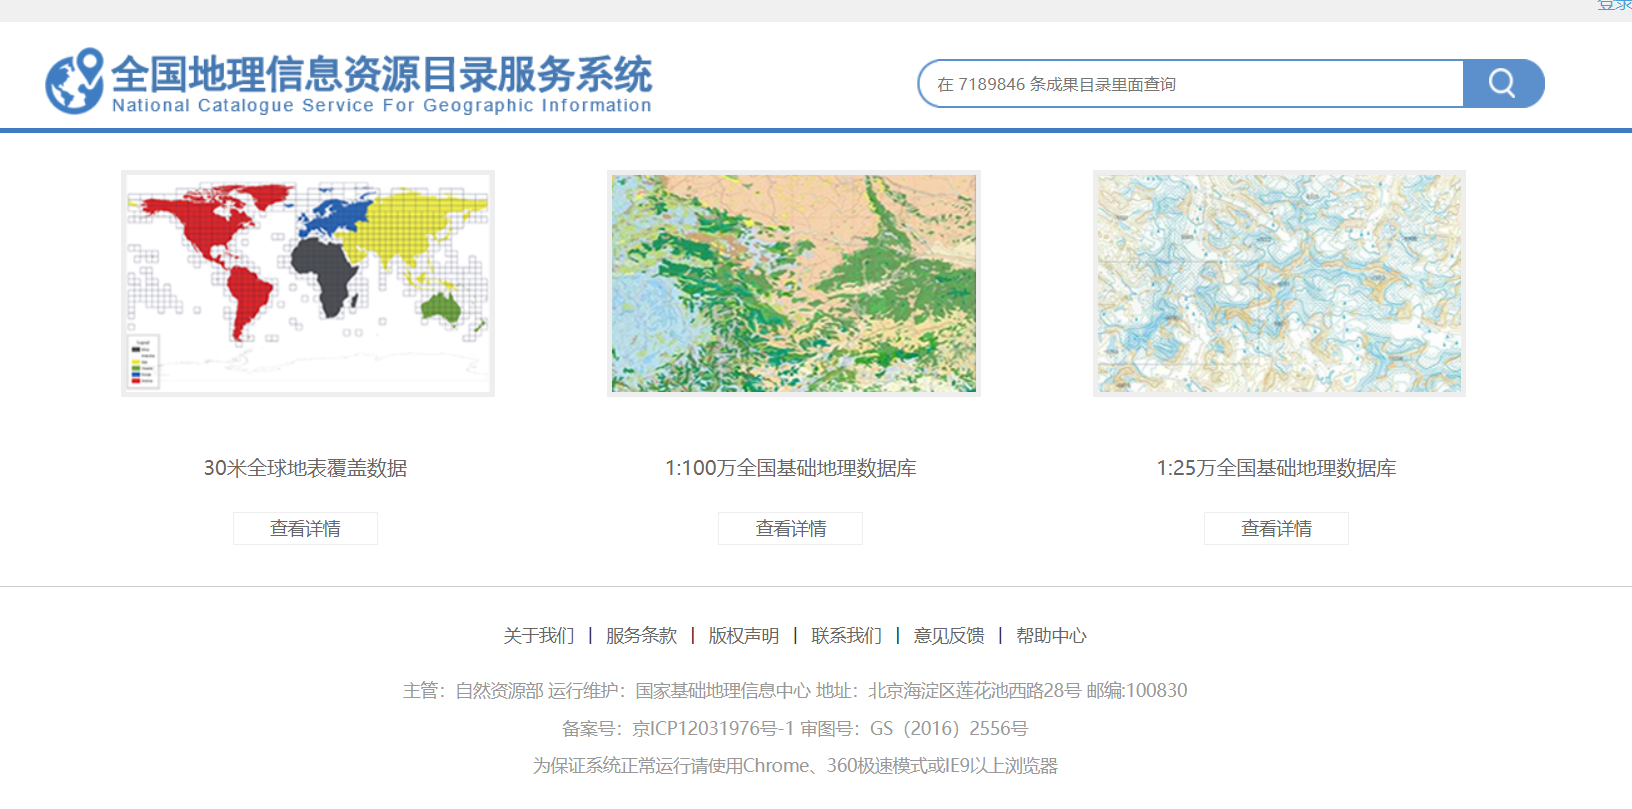 登录
全国地理信息资源目录服务系统
National Catalogue Service For Geographic Information
在 7189846 条成果目录里面查询
30米全球地表覆盖数据
1:100万全国基础地理数据库
1:25万全国基础地理数据库
查看详情
查看详情
查看详情
关于我们 | 服务条款 | 版权声明 | 联系我们 | 意见反馈 | 帮助中心
主管：自然资源部 运行维护：国家基础地理信息中心 地址：北京海淀区莲花池西路28号 邮编:100830
备案号：京ICP12031976号-1 审图号：GS（2016）2556号
为保证系统正常运行请使用Chrome、360极速模式或IE9以上浏览器